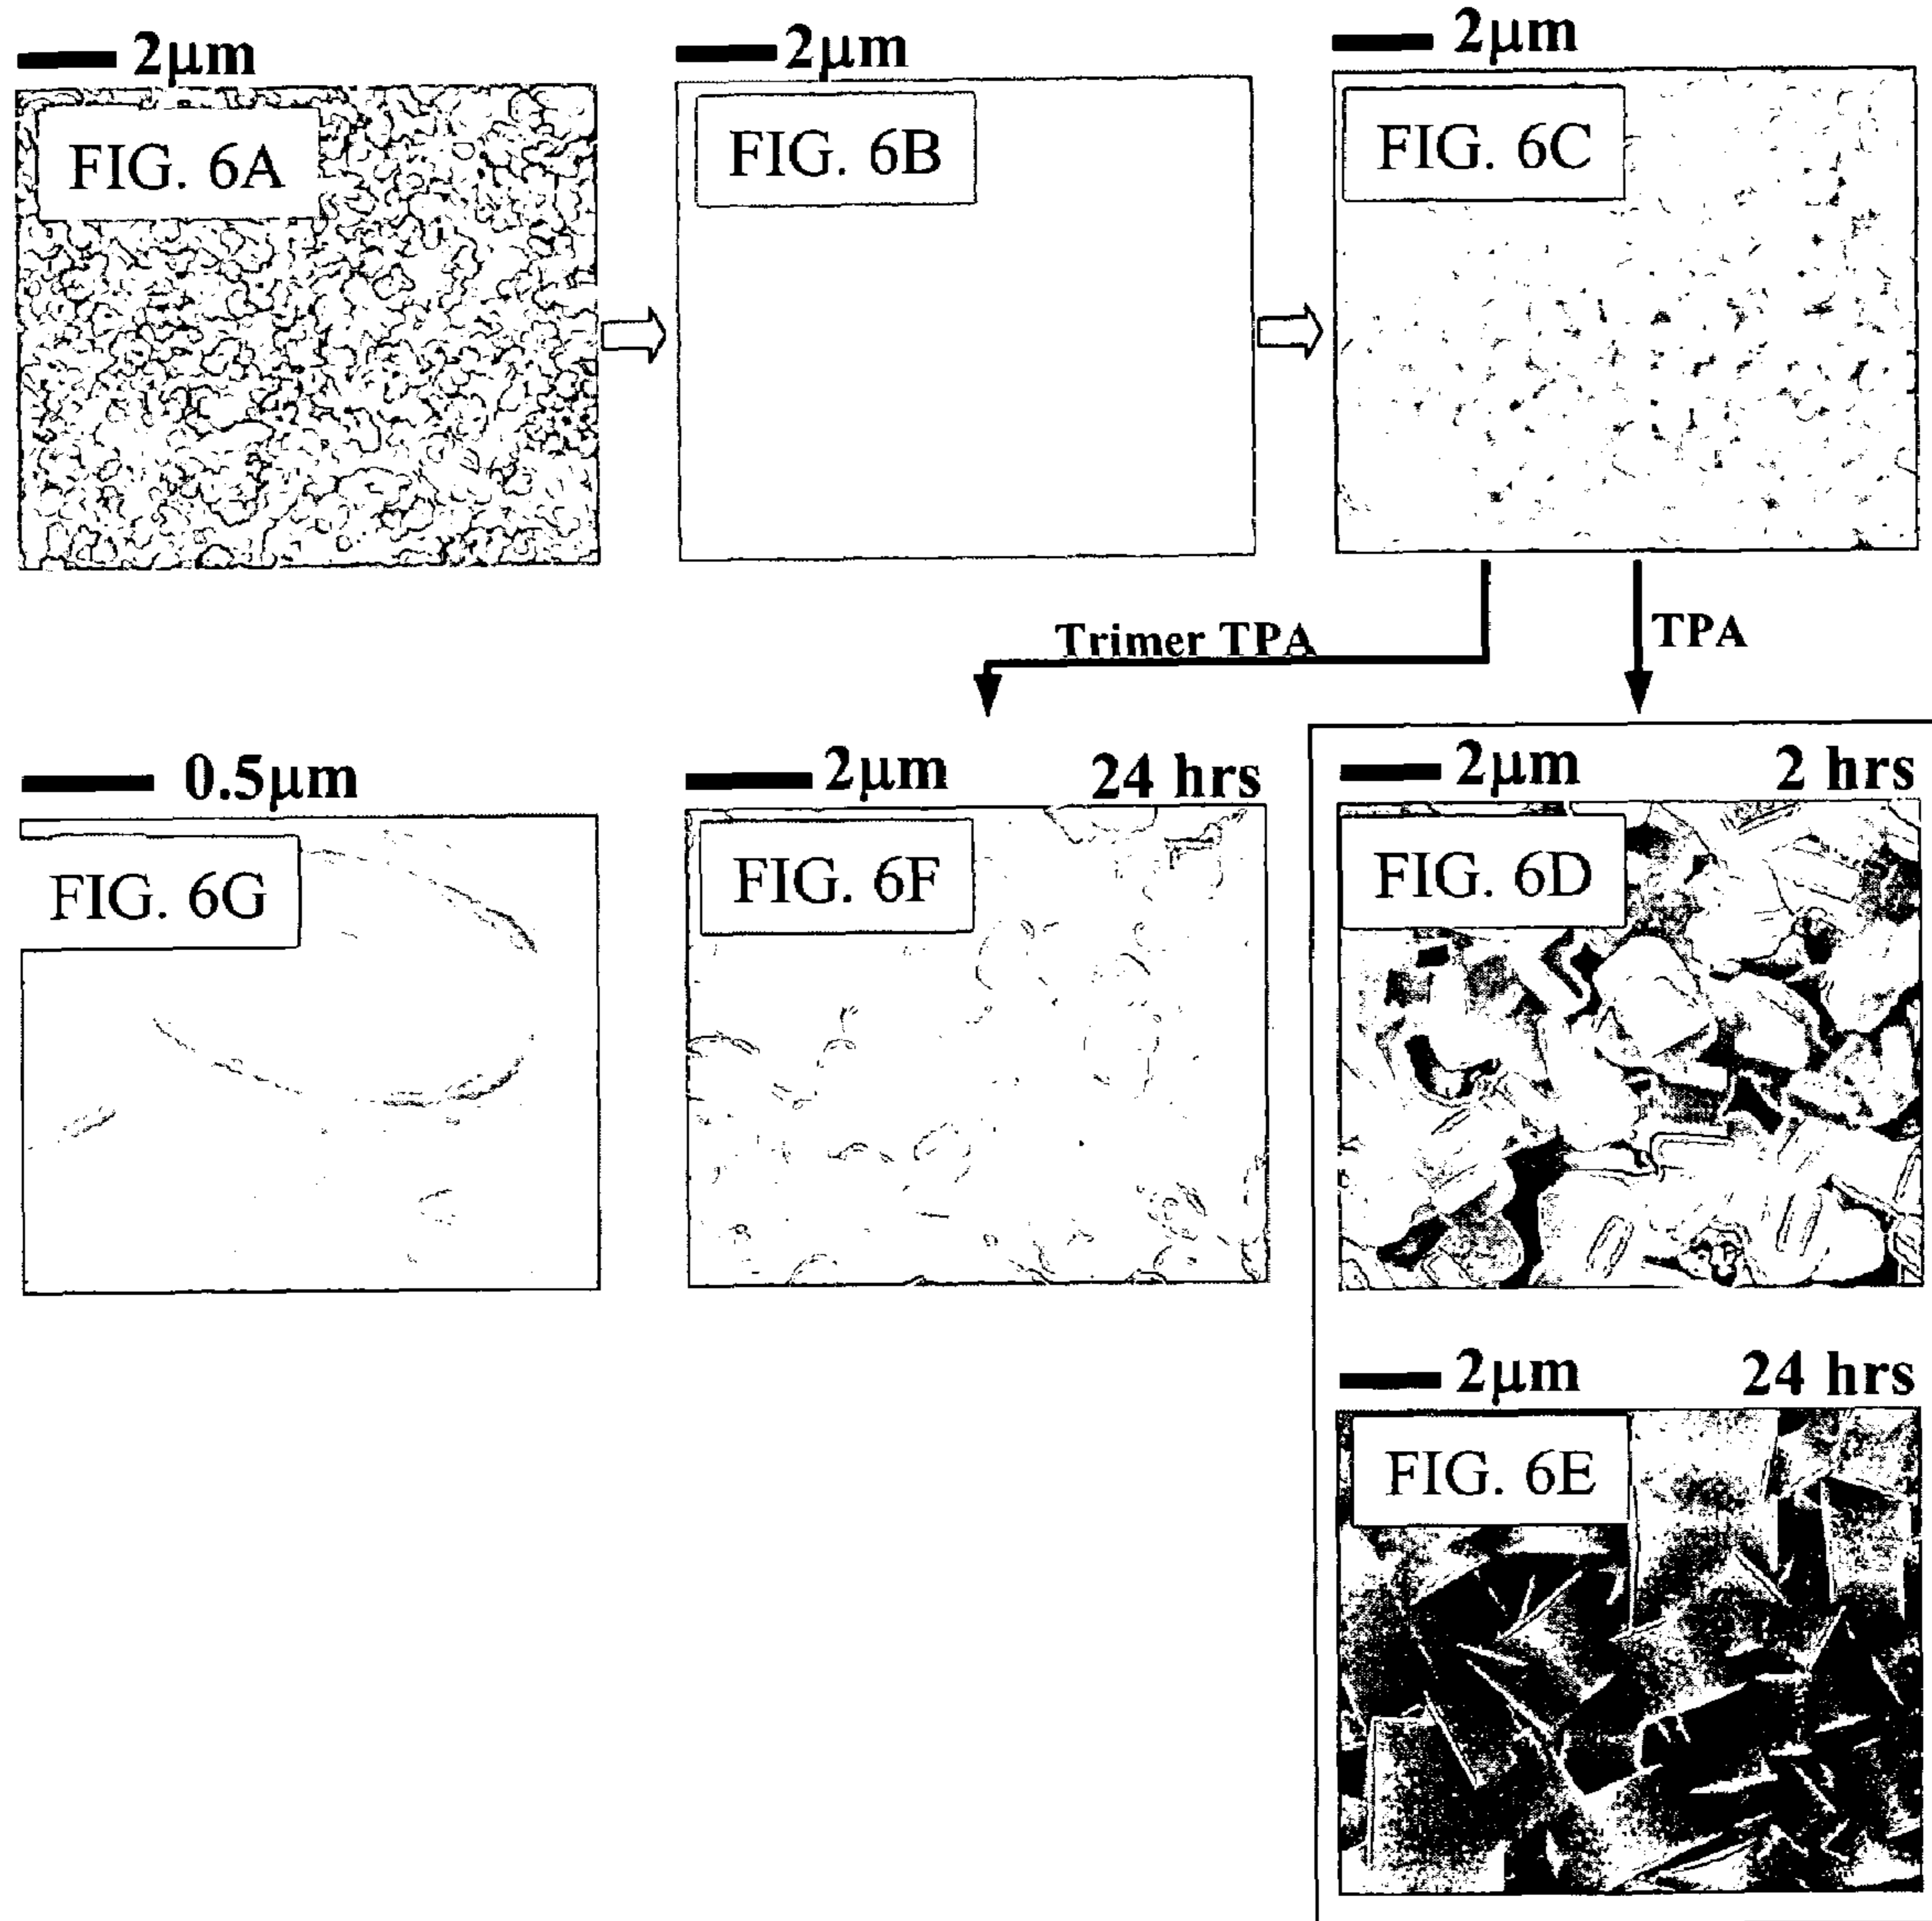 2μm
2μm
2μm
FIG. 6A
FIG. 6B
FIG. 6C
Trimer TPA
TPA
0.5μm
2μm 24 hrs
2μm 2 hrs
FIG. 6G
FIG. 6F
FIG. 6D
2μm 24 hrs
FIG. 6E